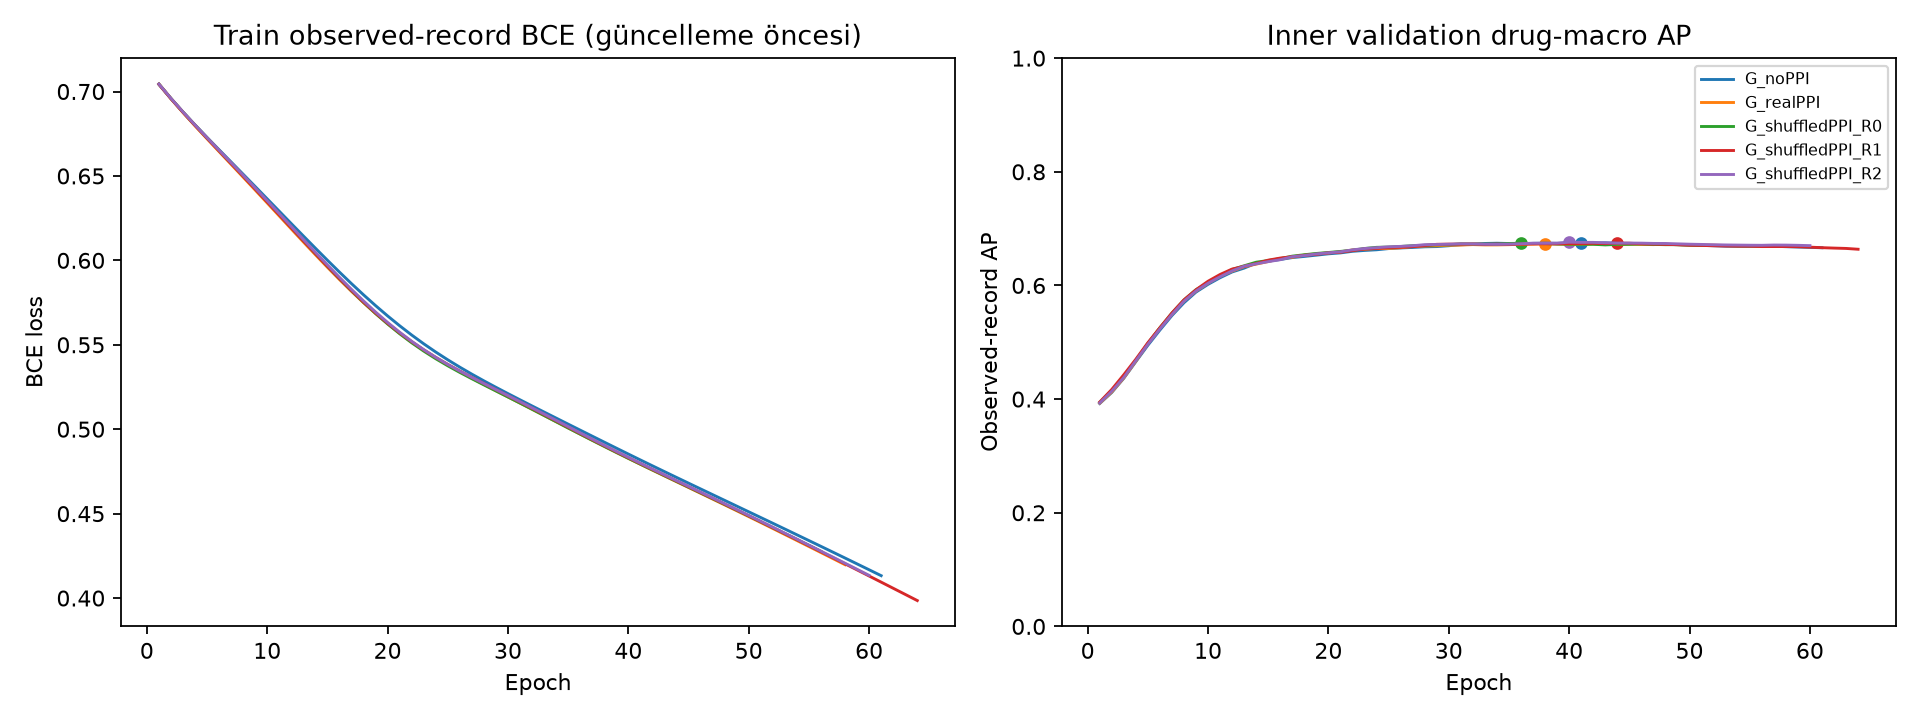 Train observed-record BCE (güncelleme öncesi)
BCE loss
0.70
0.65
0.60
0.55
0.50
0.45
0.40
0 10 20 30 40 50 60
Epoch
Inner validation drug-macro AP
Observed-record AP
1.0
0.8
0.6
0.4
0.2
0.0
G_noPPI
G_realPPI
G_shuffledPPI_R0
G_shuffledPPI_R1
G_shuffledPPI_R2
0 10 20 30 40 50 60
Epoch